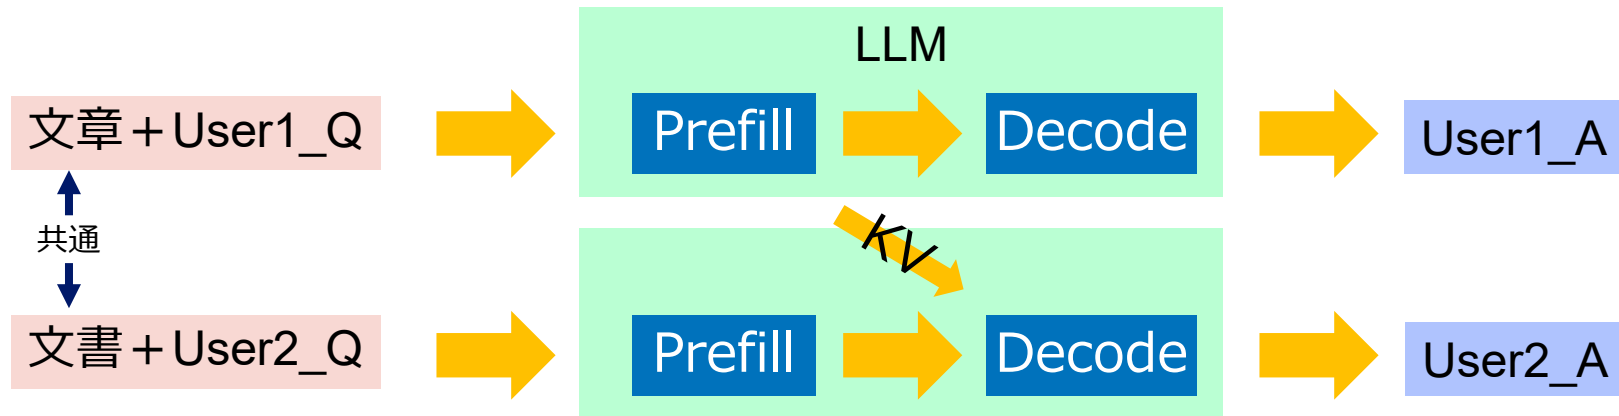 LLM
文章＋User1_Q
Prefill
Decode
User1_A
共通
KV
文書＋User2_Q
Prefill
Decode
User2_A